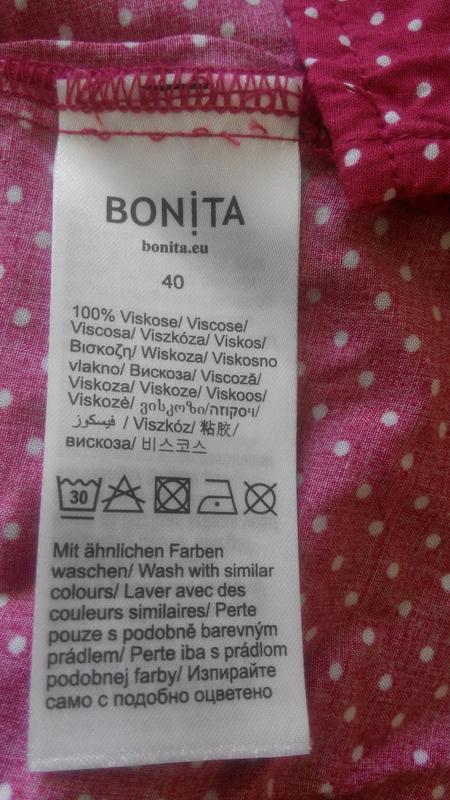 BONiTA
bonita.eu
40
100% Viskose/ Viscose/
Viscosa/ Viszkóza/ Viskos/
Βισκοζη/ Wiskoza/ Viskosno
vlakno/ Вискоза/ Viscoză/
Viskoza/ Viskoze/ Viskoos/
Viskozė/ ვისკოზი/ויסקוזה/
فيسكوز / Viszkóz/ 粘胶/
вискоза/ 비스코스
30
Mit ähnlichen Farben
waschen/ Wash with similar
colours/ Laver avec des
couleurs similaires/ Perte
pouze s podobně barevným
prádlem/ Perte iba s prádlom
podobnej farby/ Изпирайте
само с подобно оцветено